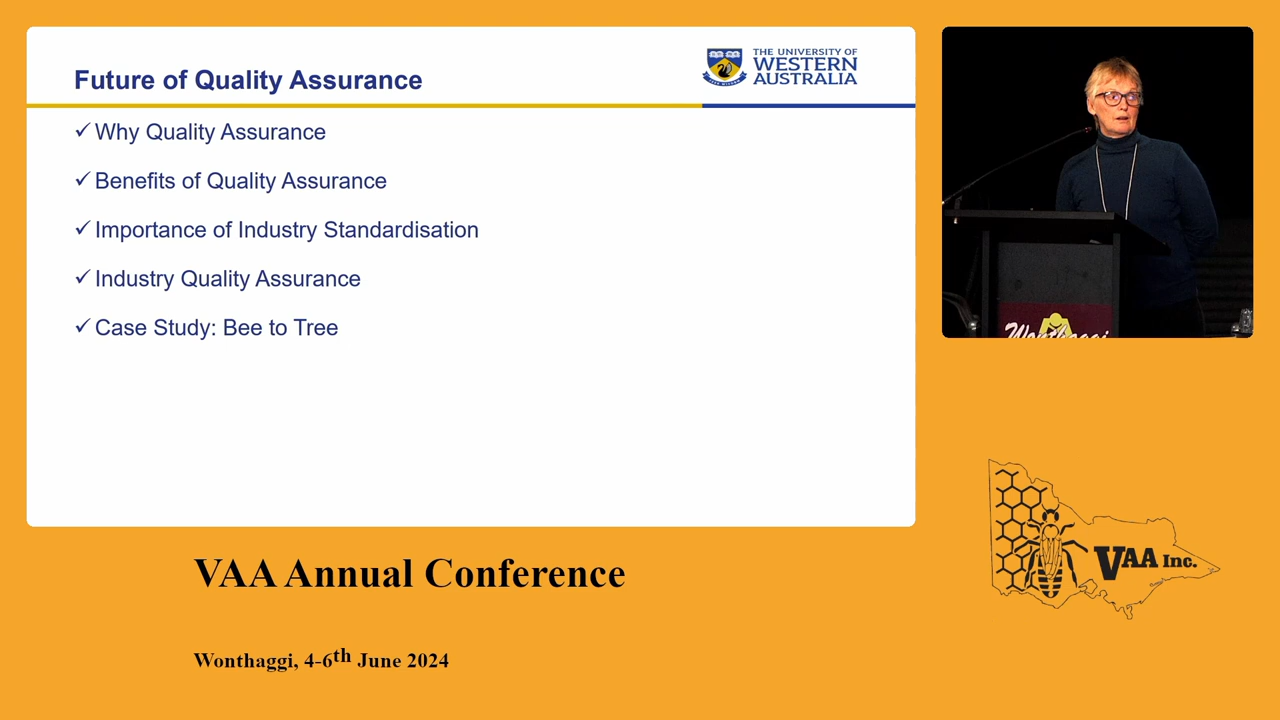 Future of Quality Assurance
THE UNIVERSITY OF
WESTERN
AUSTRALIA
✓ Why Quality Assurance
✓ Benefits of Quality Assurance
✓ Importance of Industry Standardisation
✓ Industry Quality Assurance
✓ Case Study: Bee to Tree
Wonthaggi
VAA Inc.
VAA Annual Conference
Wonthaggi, 4-6th June 2024